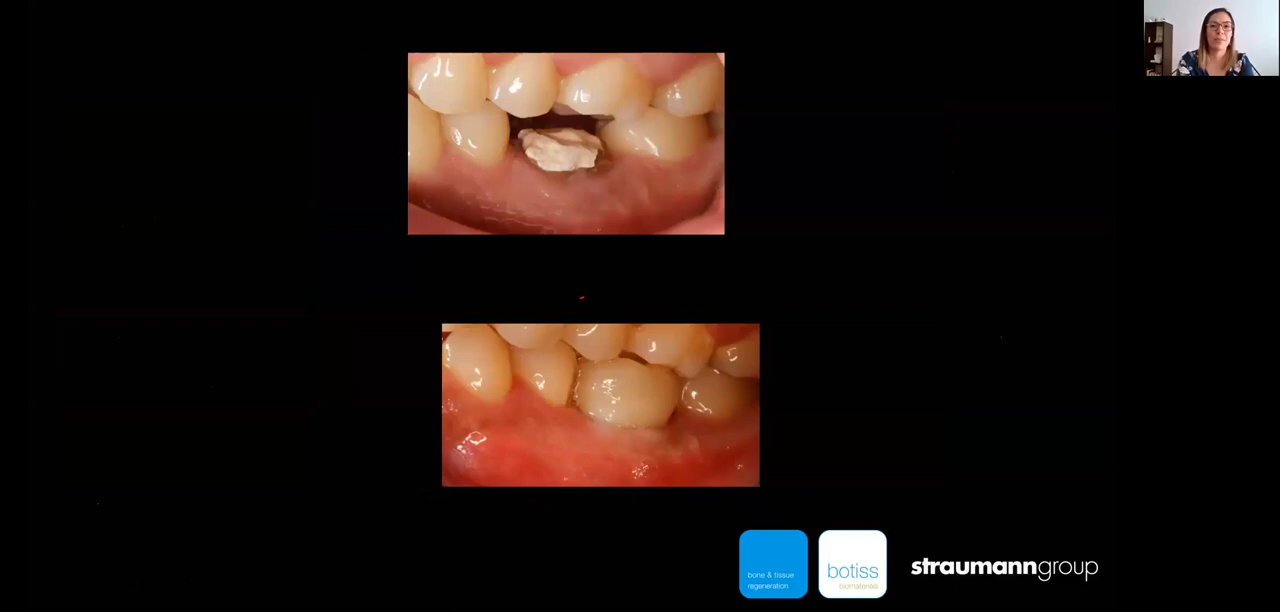 bone & tissue
regeneration
botiss
biomaterials
straumanngroup